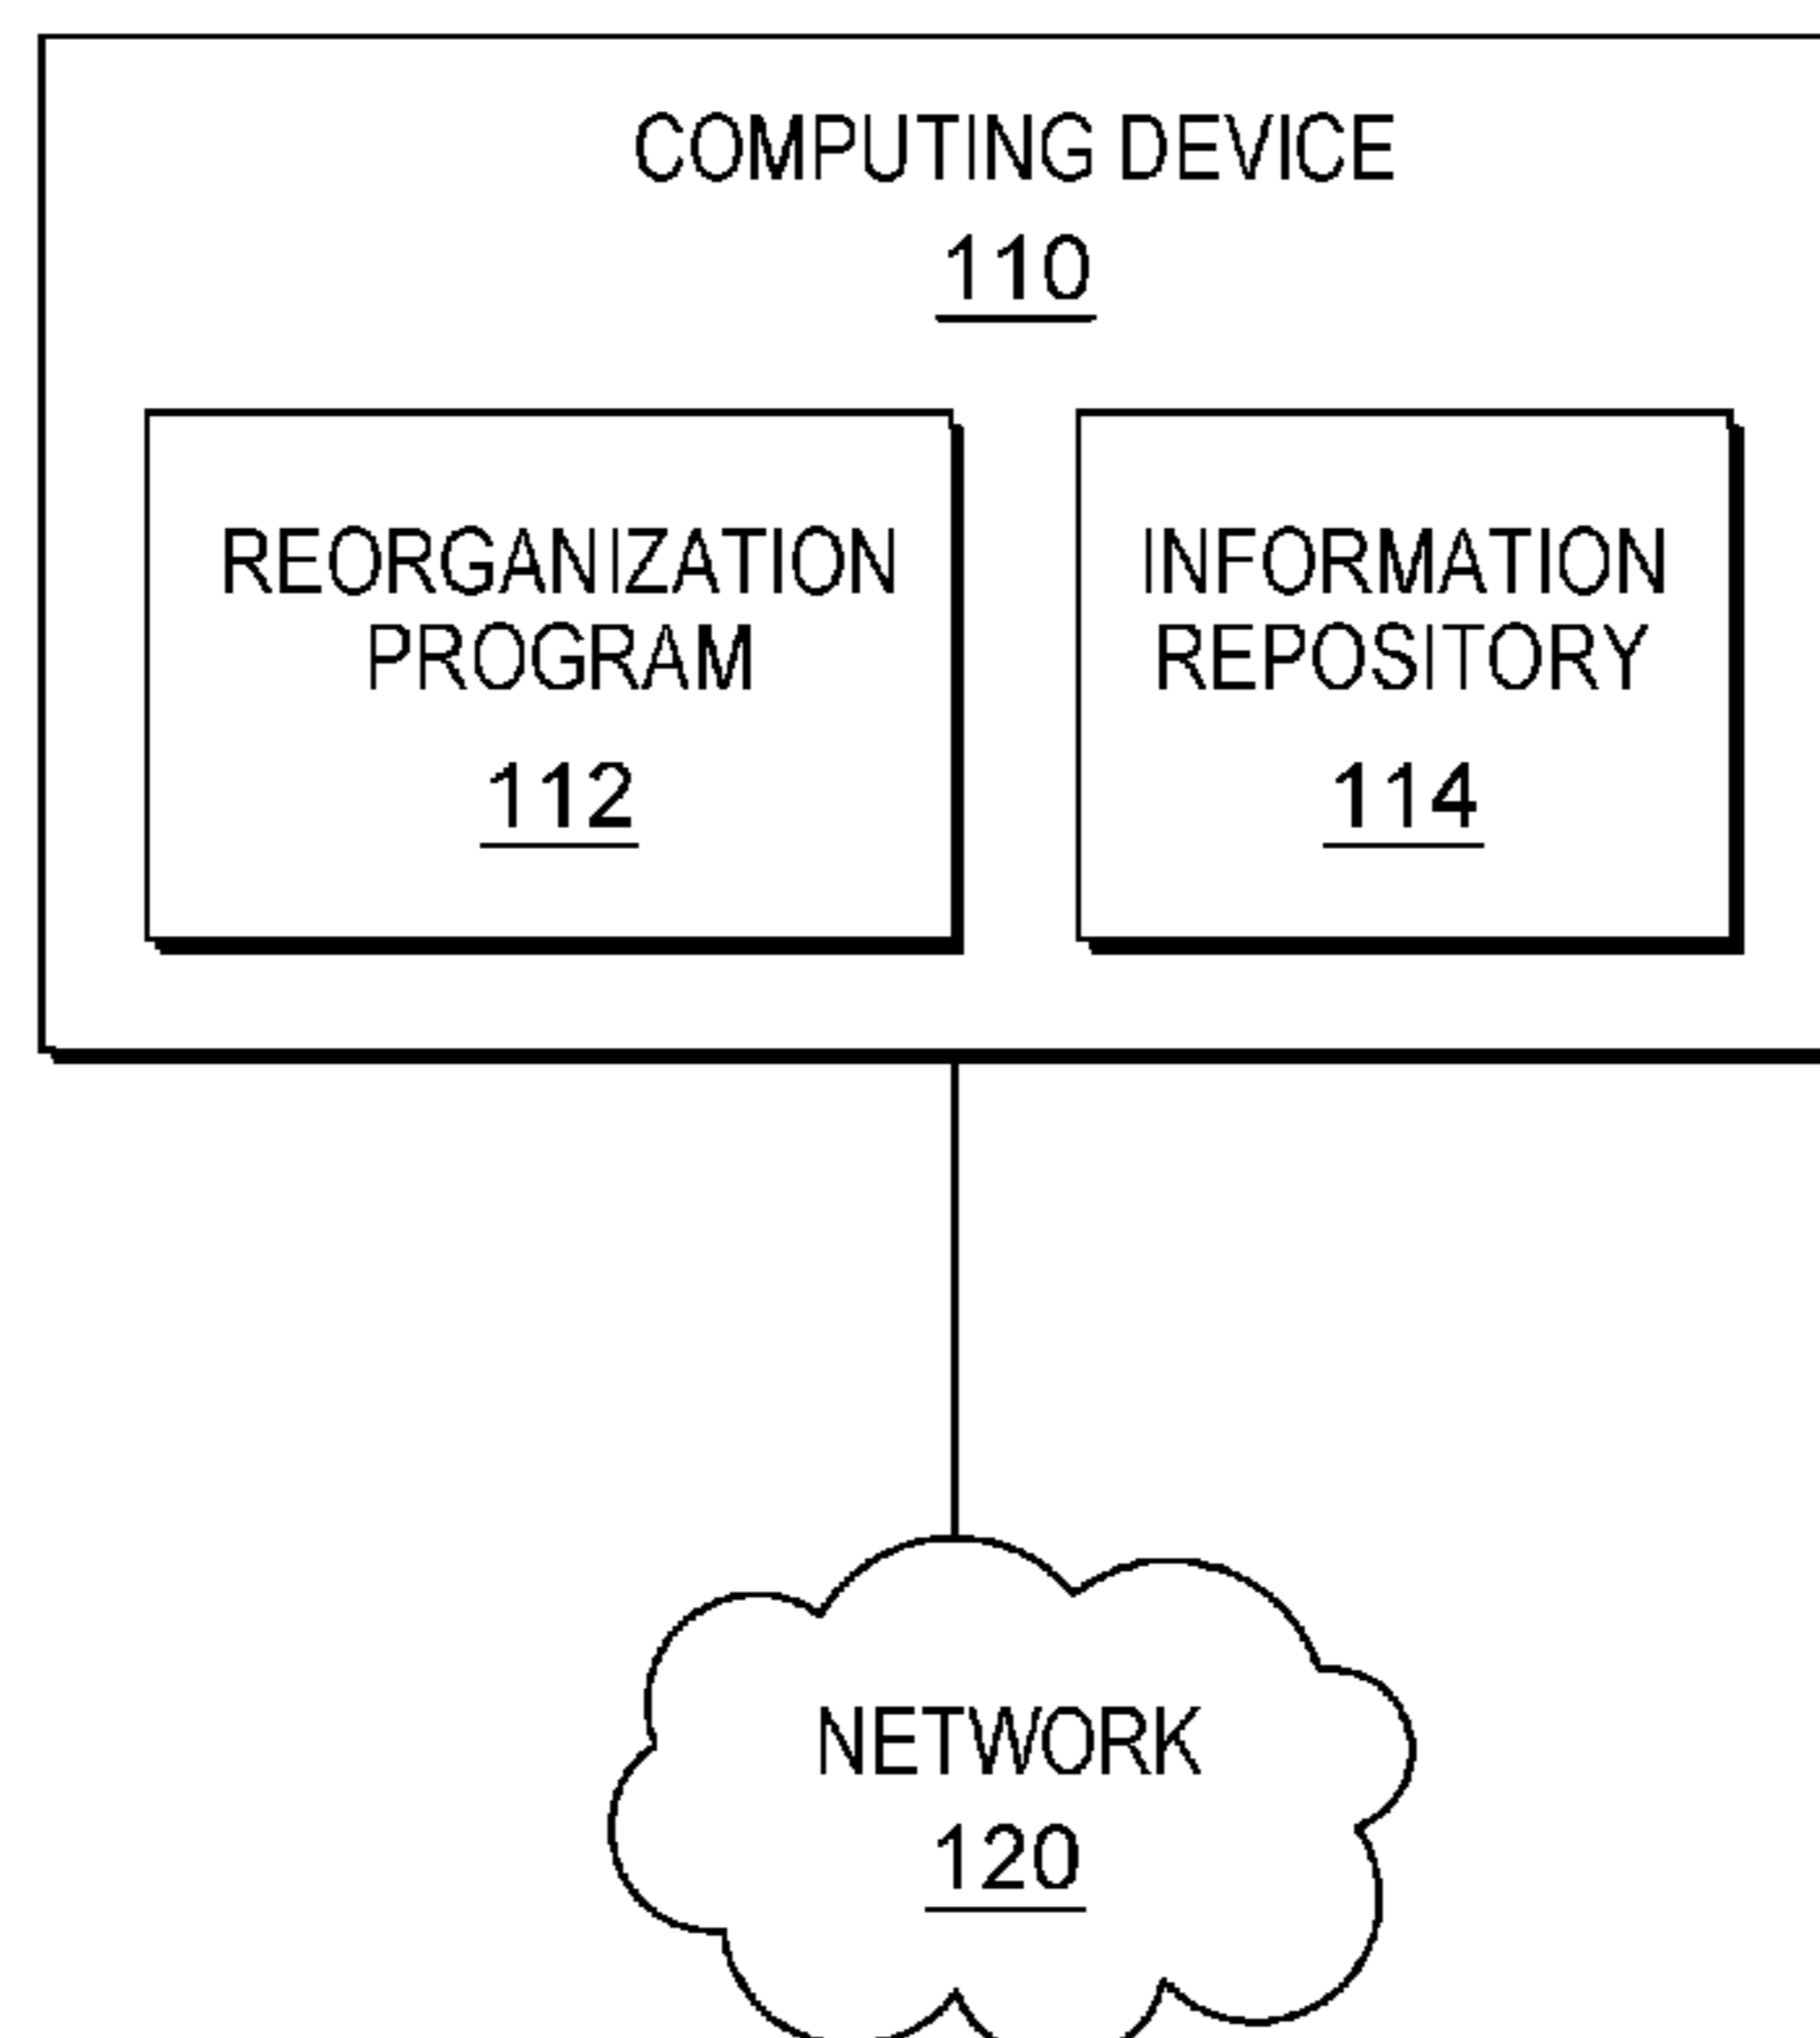 COMPUTING DEVICE
110
REORGANIZATION
PROGRAM
112
INFORMATION
REPOSITORY
114
NETWORK
120